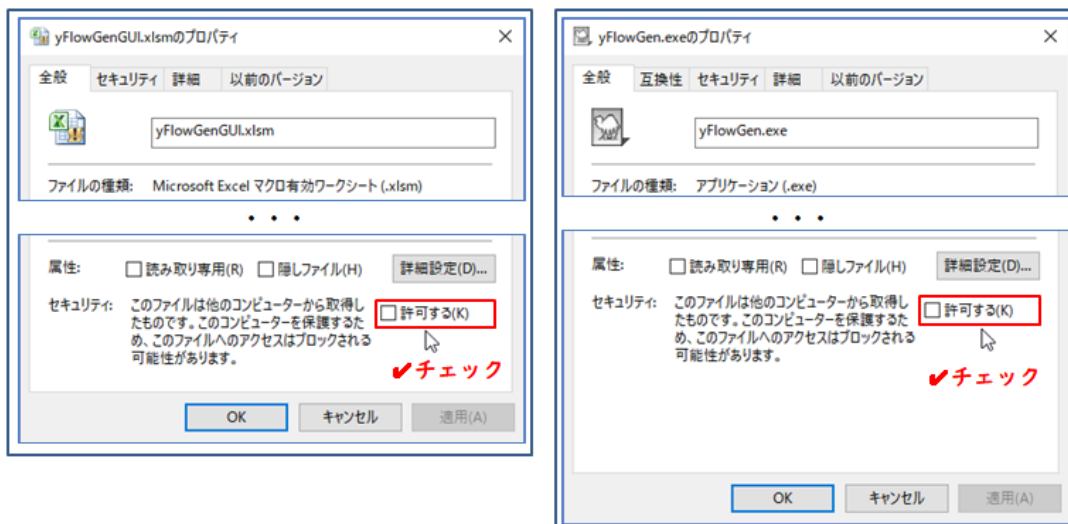 yFlowGenGUI.xlsmのプロパティ
全般 セキュリティ 詳細 以前のバージョン
yFlowGenGUI.xlsm
ファイルの種類: Microsoft Excel マクロ有効ワークシート (.xlsm)
・・・
属性: 読み取り専用(R) 隠しファイル(H) 詳細設定(D)...
セキュリティ: このファイルは他のコンピューターから取得し
たものです。このコンピューターを保護するた
め、このファイルへのアクセスはブロックされる
可能性があります。
許可する(K)
✔チェック
OK キャンセル 適用(A)
yFlowGen.exeのプロパティ
全般 互換性 セキュリティ 詳細 以前のバージョン
yFlowGen.exe
ファイルの種類: アプリケーション (.exe)
・・・
属性: 読み取り専用(R) 隠しファイル(H) 詳細設定(D)...
セキュリティ: このファイルは他のコンピューターから取得し
たものです。このコンピューターを保護するた
め、このファイルへのアクセスはブロックされる
可能性があります。
許可する(K)
✔チェック
OK キャンセル 適用(A)